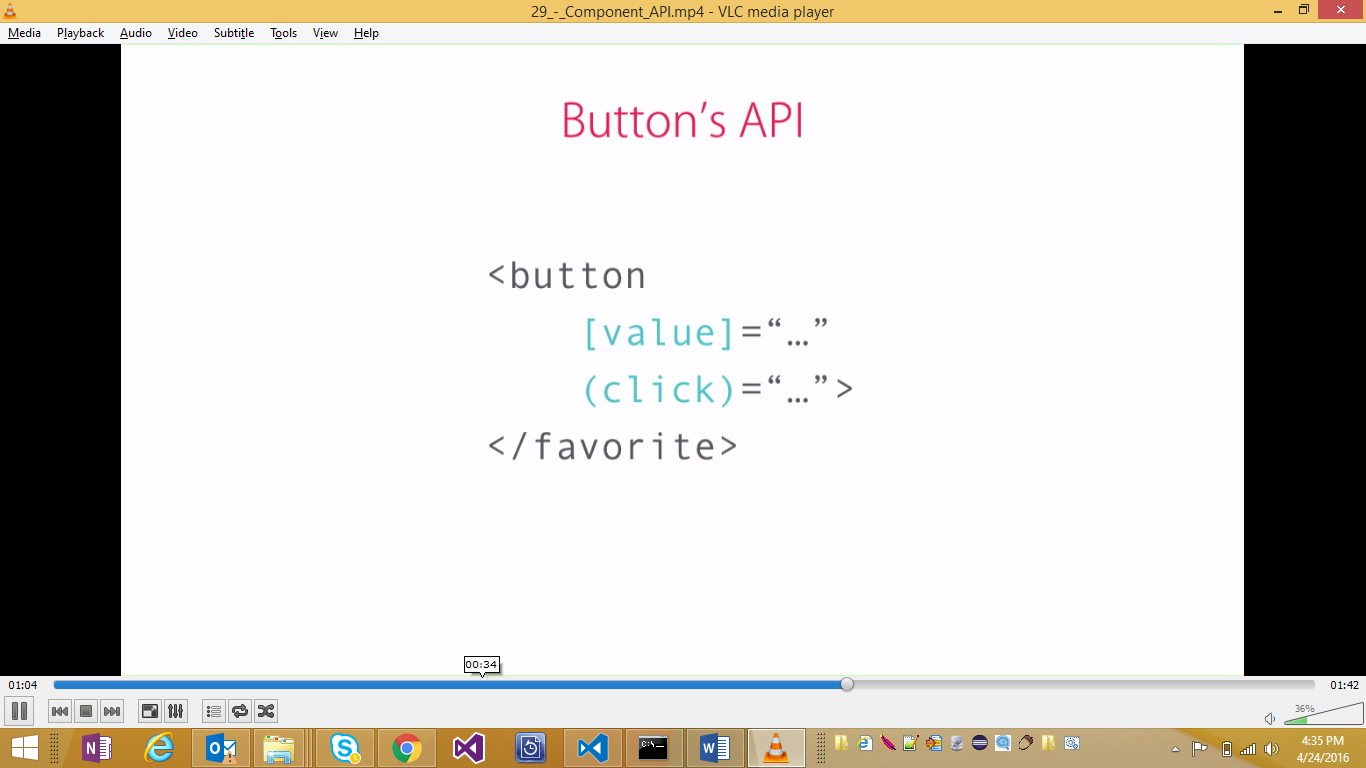 29_-_Component_API.mp4 - VLC media player
Media Playback Audio Video Subtitle Tools View Help
Button’s API
<button
[value]=“…”
(click)=“…”>
</favorite>
00:34
01:04
01:42
36%
4:35 PM
4/24/2016